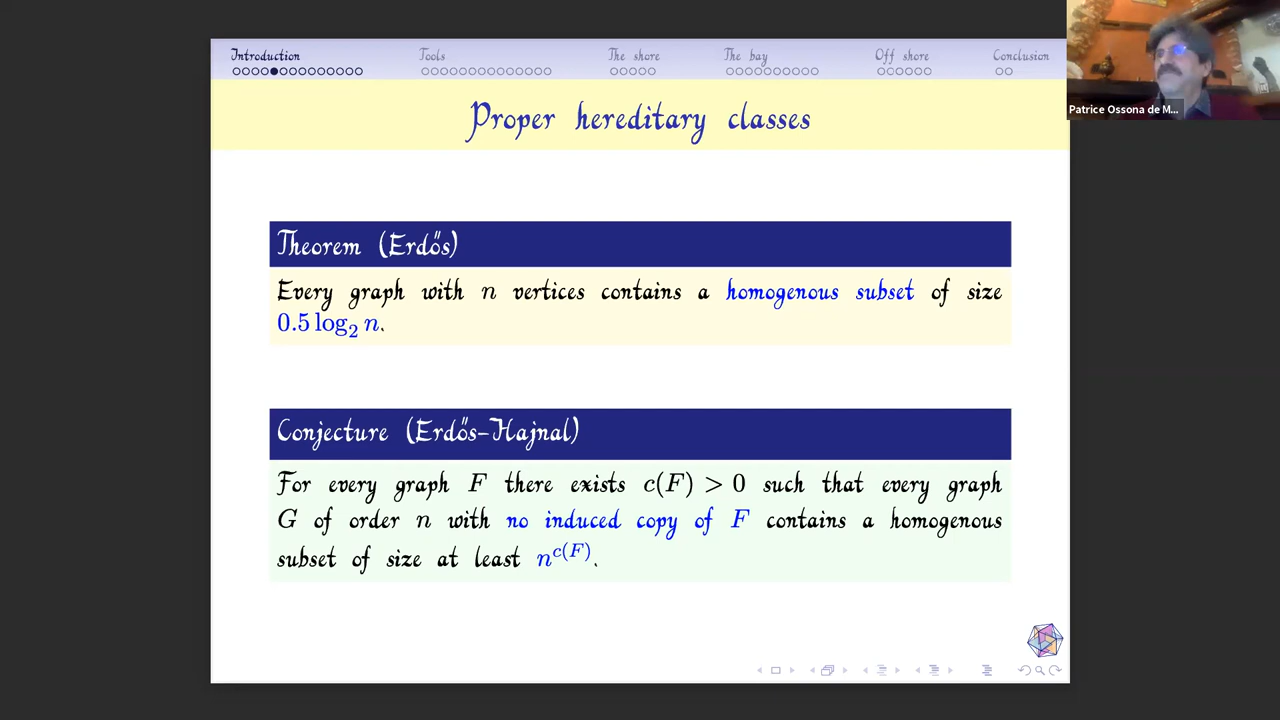 Introduction Tools The shore The bay Off shore Conclusion
Proper hereditary classes
Theorem (Erdős)
Every graph with n vertices contains a homogenous subset of size
0.5 log₂ n.
Conjecture (Erdős–Hajnal)
For every graph F there exists c(F) > 0 such that every graph
G of order n with no induced copy of F contains a homogenous
subset of size at least n^{c(F)}.
Patrice Ossona de M...